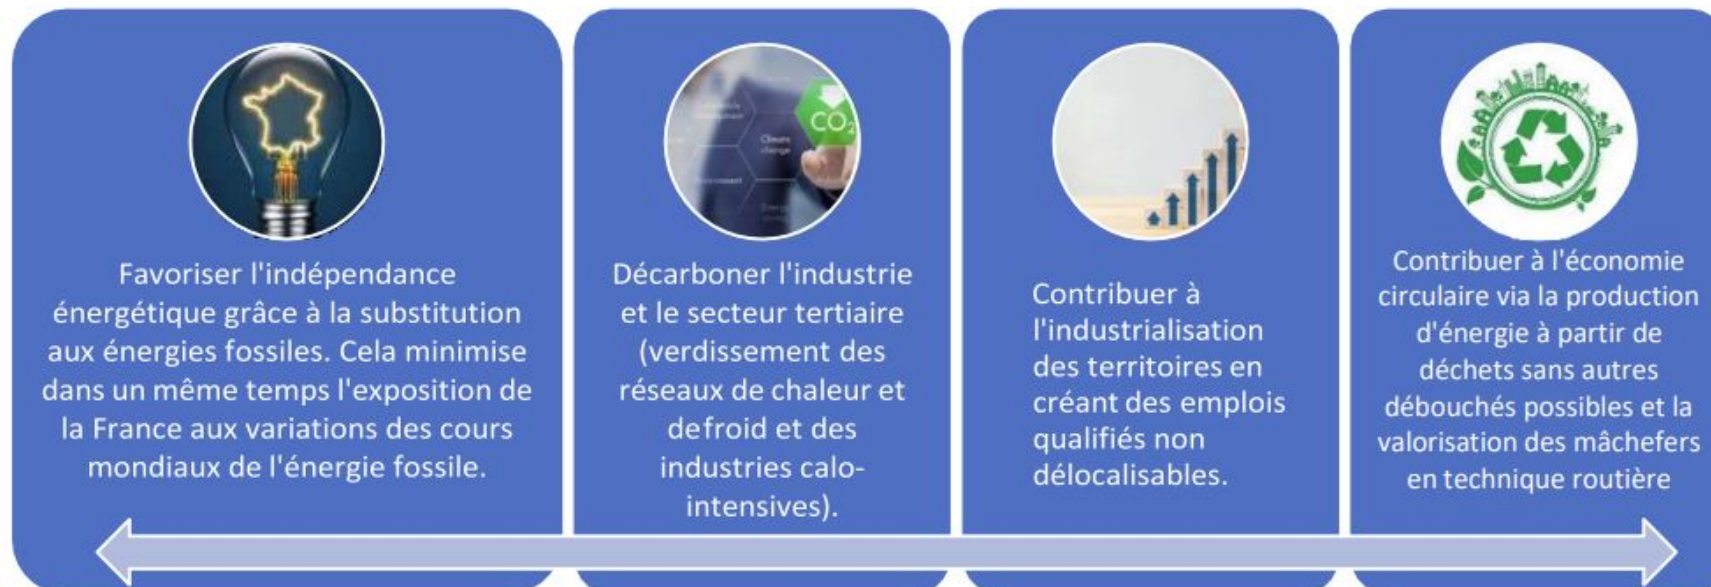 Favoriser l'indépendance
énergétique grâce à la substitution
aux énergies fossiles. Cela minimise
dans un même temps l'exposition de
la France aux variations des cours
mondiaux de l'énergie fossile.
CO2
Climate
change
Décarboner l'industrie
et le secteur tertiaire
(verdissement des
réseaux de chaleur et
defroid et des
industries calo-
intensives).
Contribuer à
l'industrialisation
des territoires en
créant des emplois
qualifiés non
délocalisables.
Contribuer à l'économie
circulaire via la production
d'énergie à partir de
déchets sans autres
débouchés possibles et la
valorisation des mâchefers
en technique routière